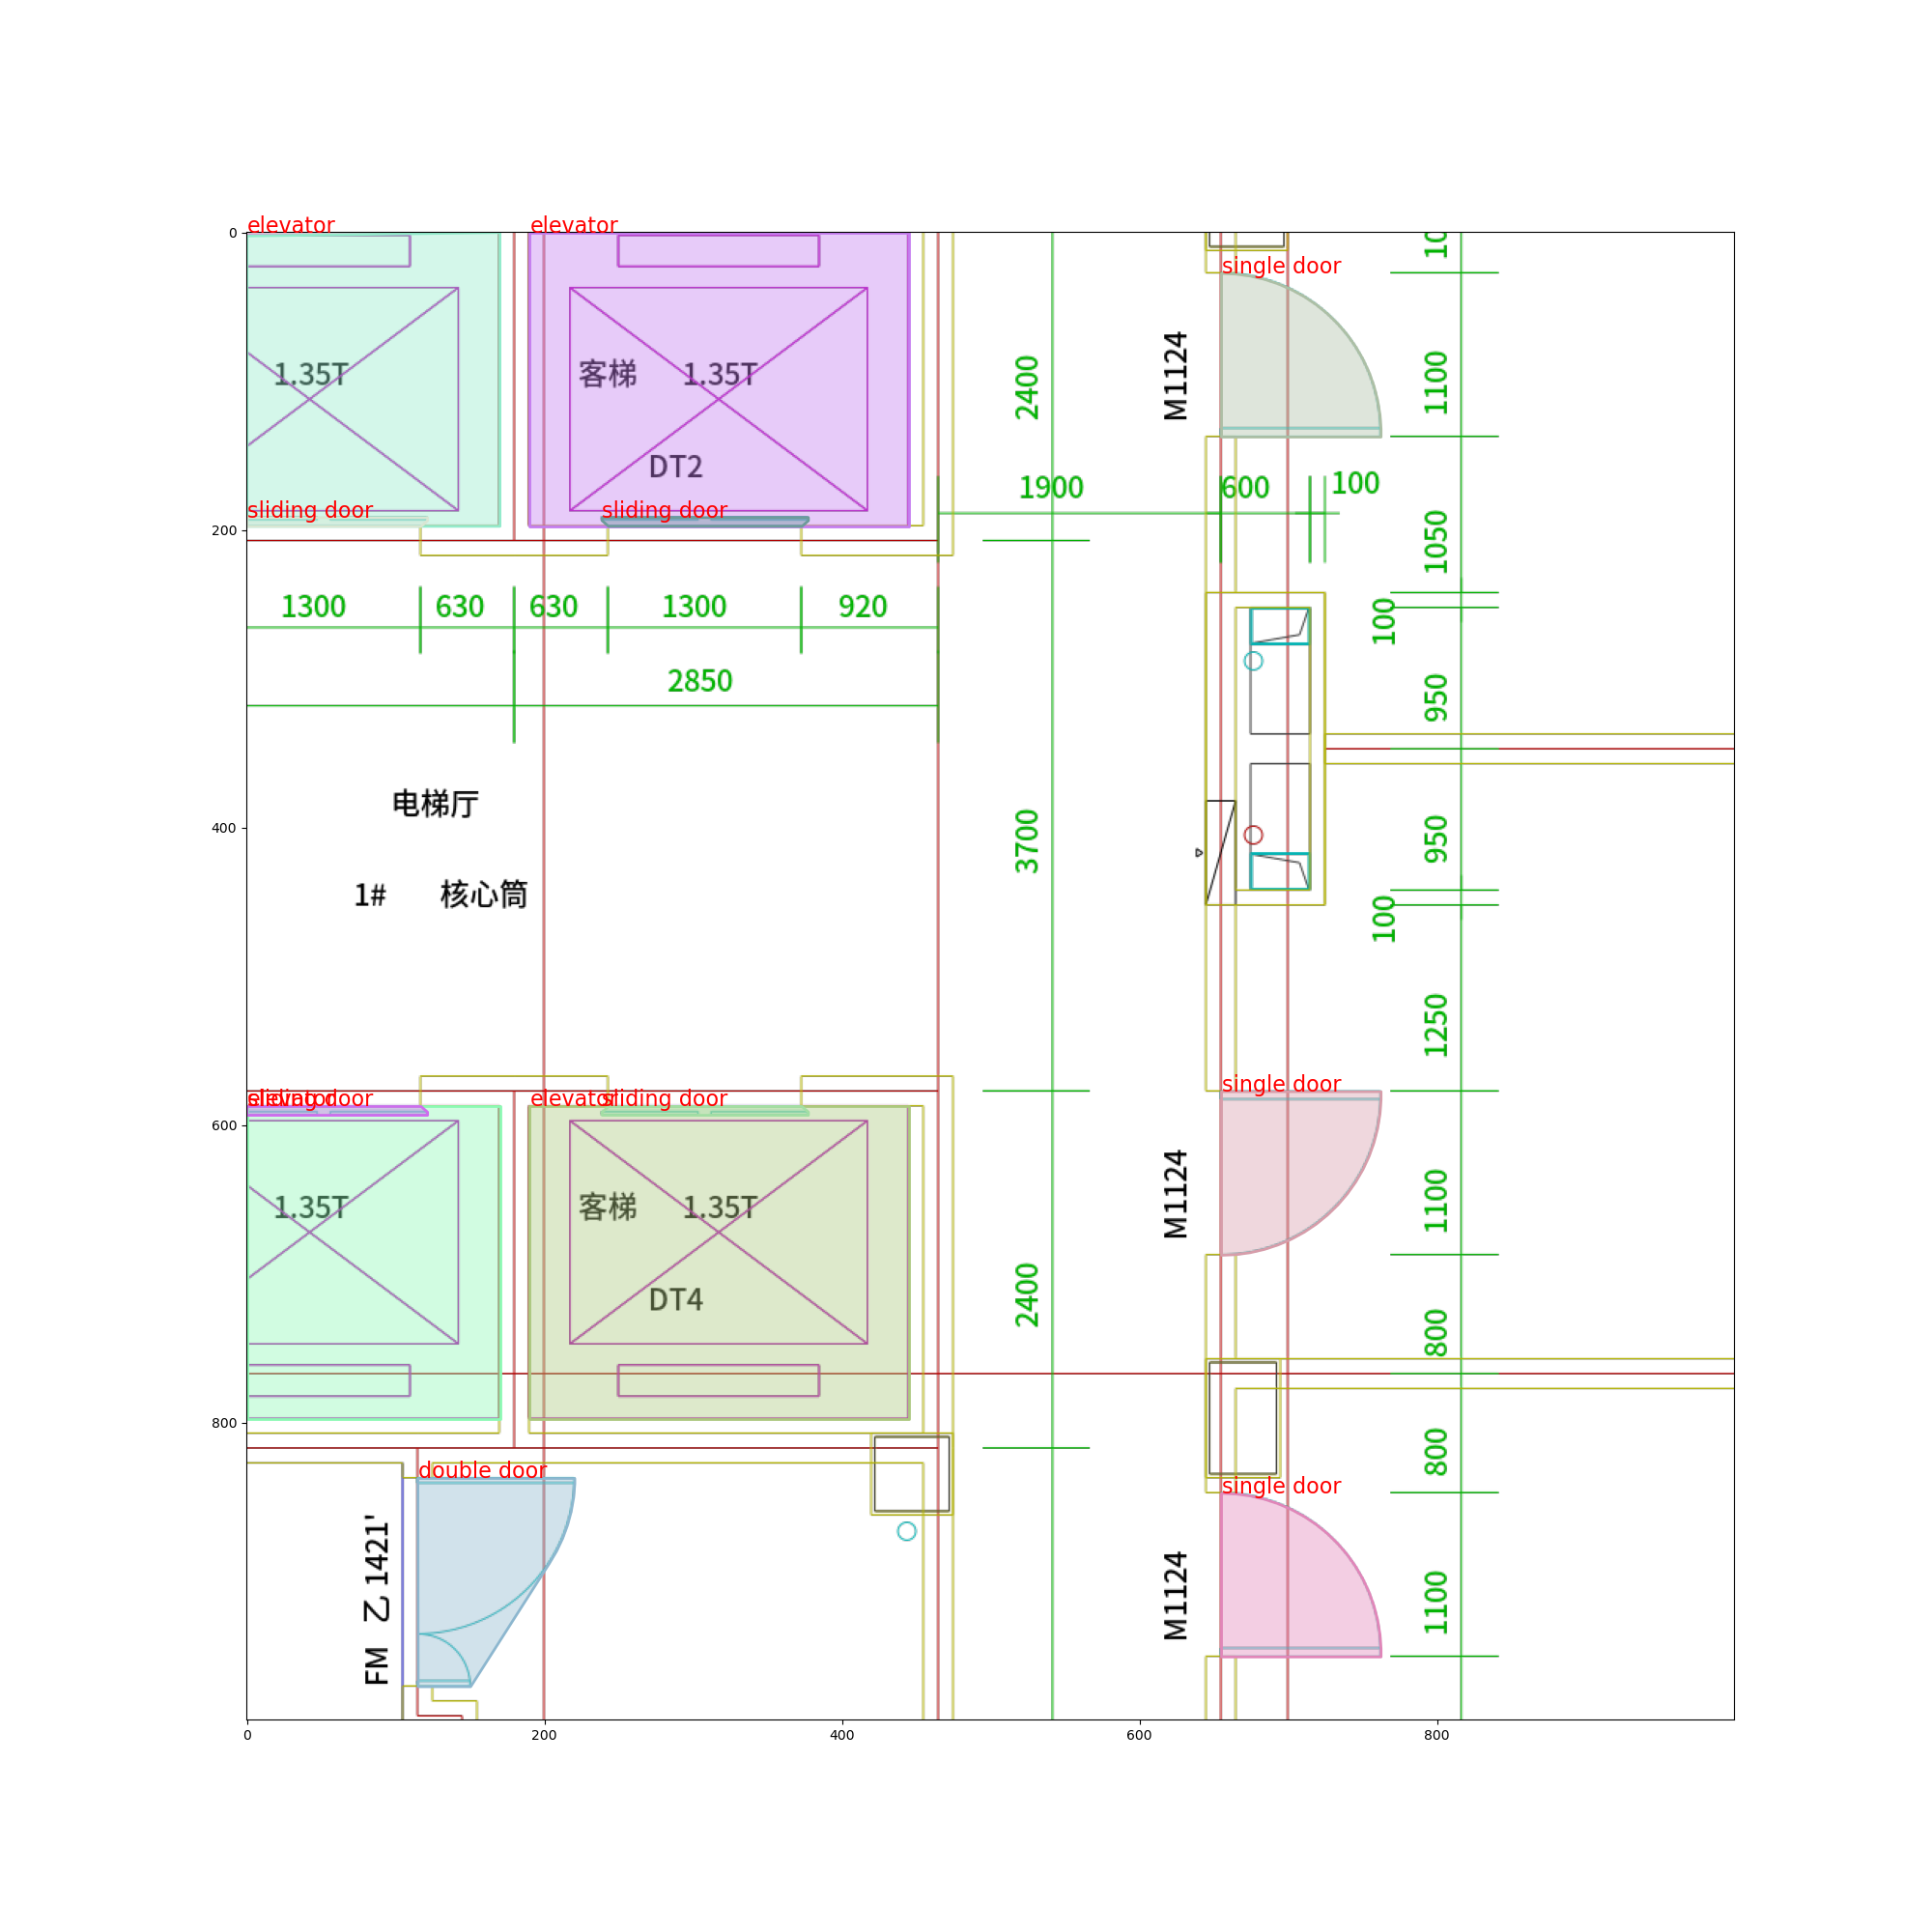 elevator
elevator
single door
10
1.35T
客梯 1.35T
DT2
2400
M1124
1100
sliding door
sliding door
1900
600
100
1050
1300
630
630
1300
920
100
2850
950
电梯厅
3700
950
1# 核心筒
100
1250
elevator
sliding door
elevator
sliding door
single door
1.35T
客梯 1.35T
DT4
M1124
1100
2400
800
double door
800
single door
FM 乙 1421'
M1124
1100
0
200
400
600
800
0
200
400
600
800